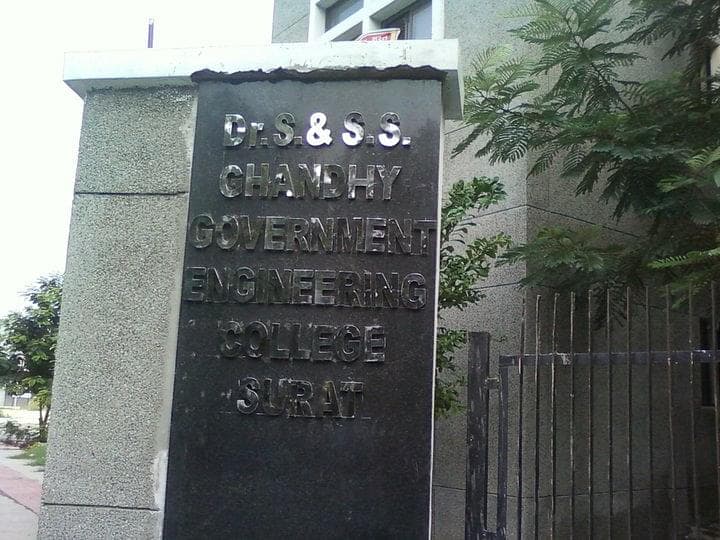 Dr.S.& S.S.
GHANDHY
GOVERNMENT
ENGINEERING
COLLEGE
SURAT